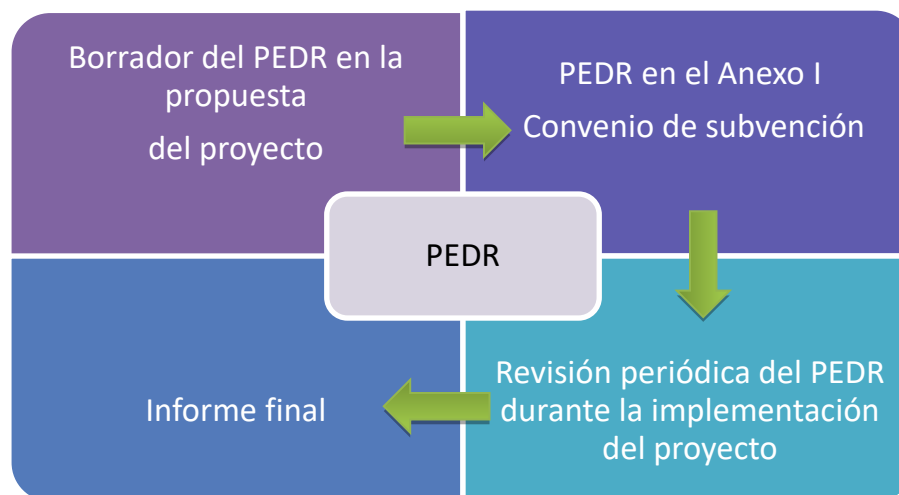 Borrador del PEDR en la
propuesta
del proyecto
PEDR en el Anexo I
Convenio de subvención
PEDR
Revisión periódica del PEDR
durante la implementación
del proyecto
Informe final